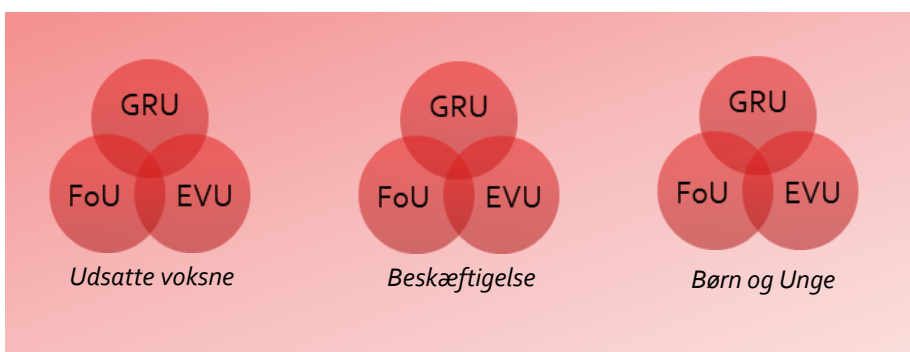 GRU
FoU EVU
Udsatte voksne
GRU
FoU EVU
Beskæftigelse
GRU
FoU EVU
Børn og Unge